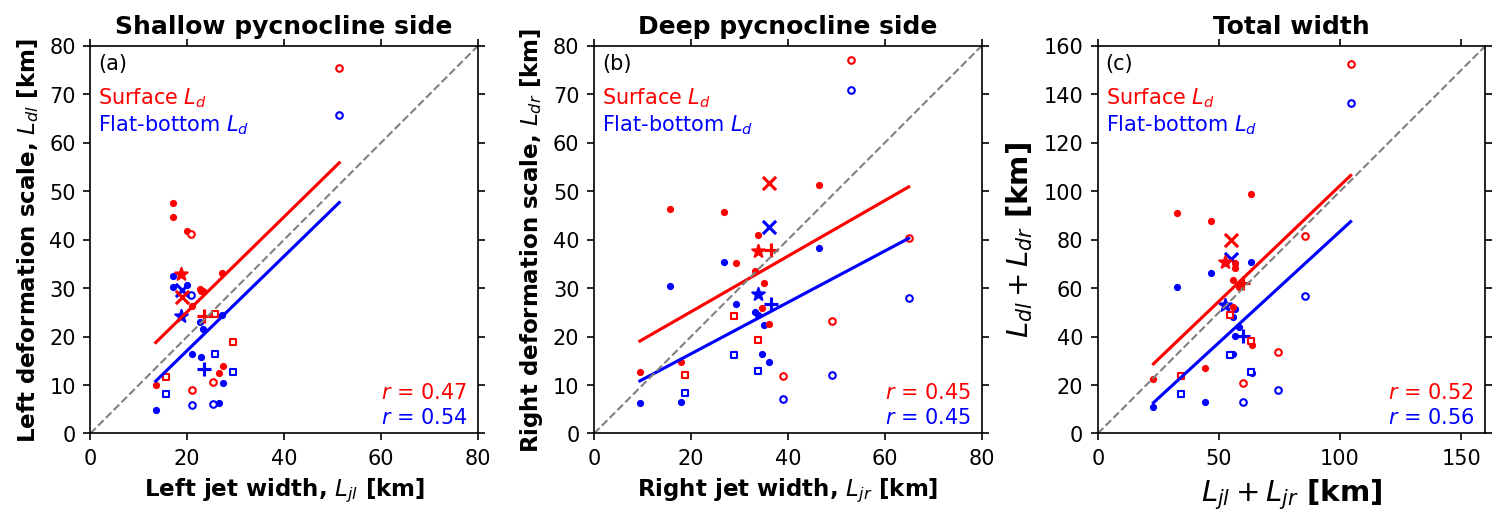 Shallow pycnocline side
Left deformation scale, L_dl [km]
80
70
60
50
40
30
20
10
0
(a)
Surface L_d
Flat-bottom L_d
r = 0.47
r = 0.54
0 20 40 60 80
Left jet width, L_jl [km]
Deep pycnocline side
Right deformation scale, L_dr [km]
80
70
60
50
40
30
20
10
0
(b)
Surface L_d
Flat-bottom L_d
r = 0.45
r = 0.45
0 20 40 60 80
Right jet width, L_jr [km]
Total width
L_dl + L_dr [km]
160
140
120
100
80
60
40
20
0
(c)
Surface L_d
Flat-bottom L_d
r = 0.52
r = 0.56
0 50 100 150
L_jl + L_jr [km]